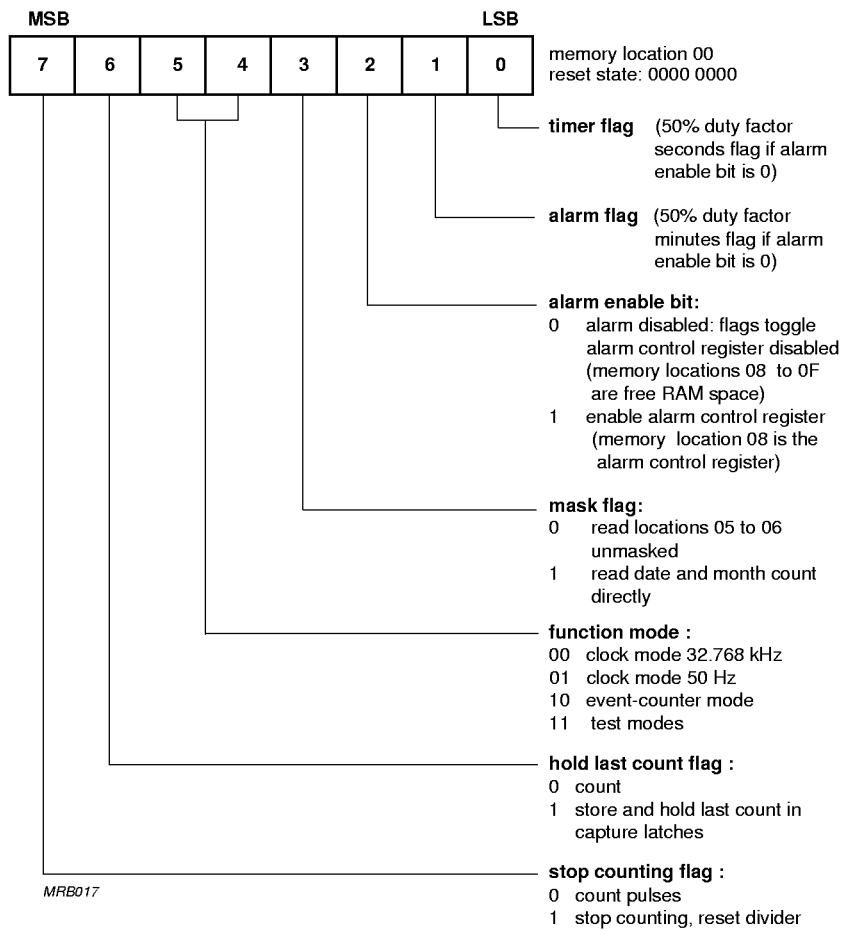 MSB LSB
7 6 5 4 3 2 1 0
memory location 00
reset state: 0000 0000
timer flag (50% duty factor
seconds flag if alarm
enable bit is 0)
alarm flag (50% duty factor
minutes flag if alarm
enable bit is 0)
alarm enable bit:
0 alarm disabled: flags toggle
alarm control register disabled
(memory locations 08 to 0F
are free RAM space)
1 enable alarm control register
(memory location 08 is the
alarm control register)
mask flag:
0 read locations 05 to 06
unmasked
1 read date and month count
directly
function mode :
00 clock mode 32.768 kHz
01 clock mode 50 Hz
10 event-counter mode
11 test modes
hold last count flag :
0 count
1 store and hold last count in
capture latches
stop counting flag :
0 count pulses
1 stop counting, reset divider
MRB017